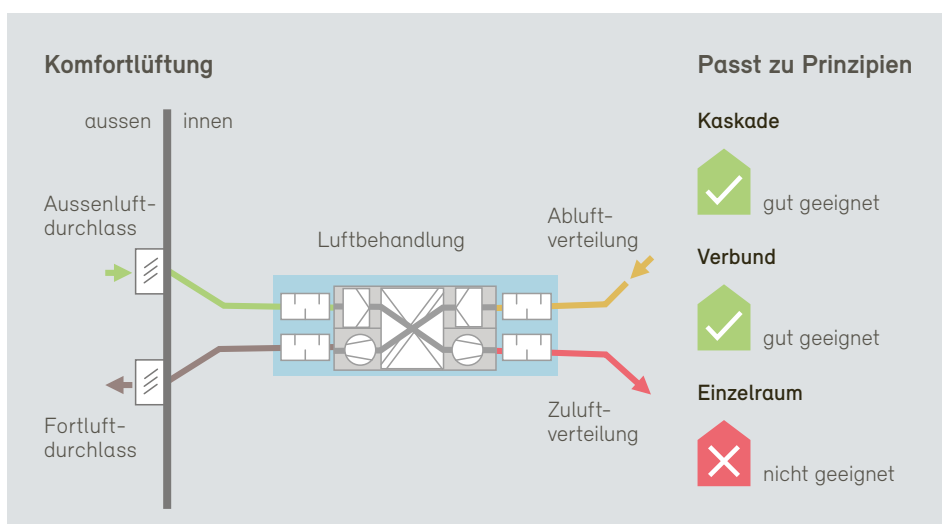 Komfortlüftung
aussen
innen
Aussenluft-
durchlass
Luftbehandlung
Abluft-
verteilung
Fortluft-
durchlass
Zuluft-
verteilung
Passt zu Prinzipien
Kaskade
gut geeignet
Verbund
gut geeignet
Einzelraum
nicht geeignet